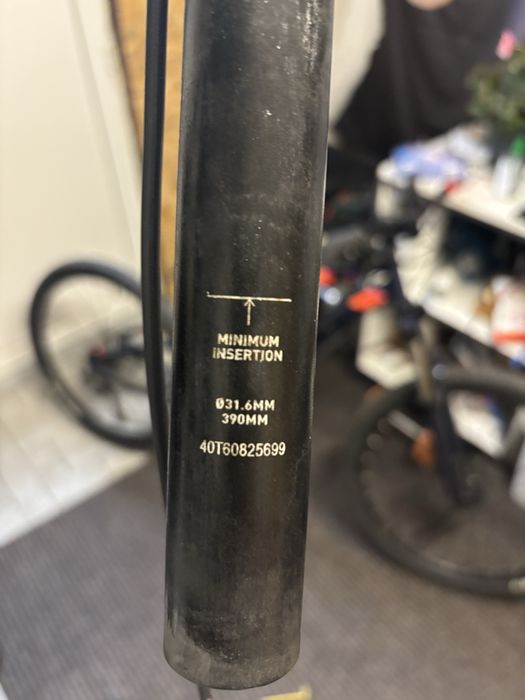 MINIMUM
INSERTION
Ø31.6MM
390MM
40T60825699